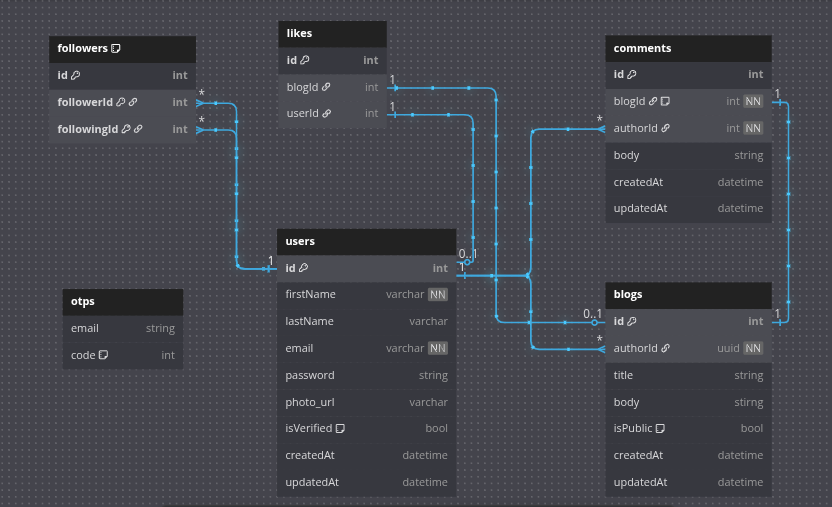 followers
id int
followerId int
followingId int
*
*
likes
id int
blogId int
userId int
1
1
comments
id int
blogId int NN
authorId int NN
body string
createdAt datetime
updatedAt datetime
1
*
users
id int
firstName varchar NN
lastName varchar
email varchar NN
password string
photo_url varchar
isVerified bool
createdAt datetime
updatedAt datetime
1
0..1
1
otps
email string
code int
blogs
id int
authorId uuid NN
title string
body stirng
isPublic bool
createdAt datetime
updatedAt datetime
0..1
*
1